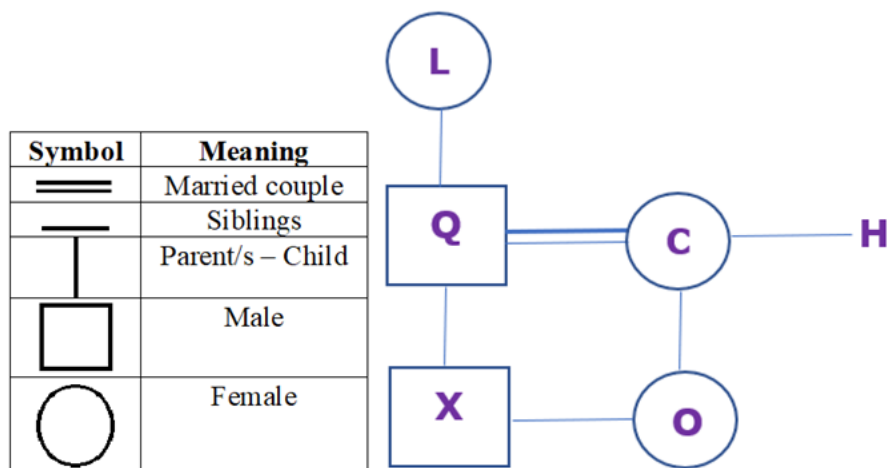 Symbol Meaning
Married couple
Siblings
Parent/s – Child
Male
Female
L
Q C H
X O